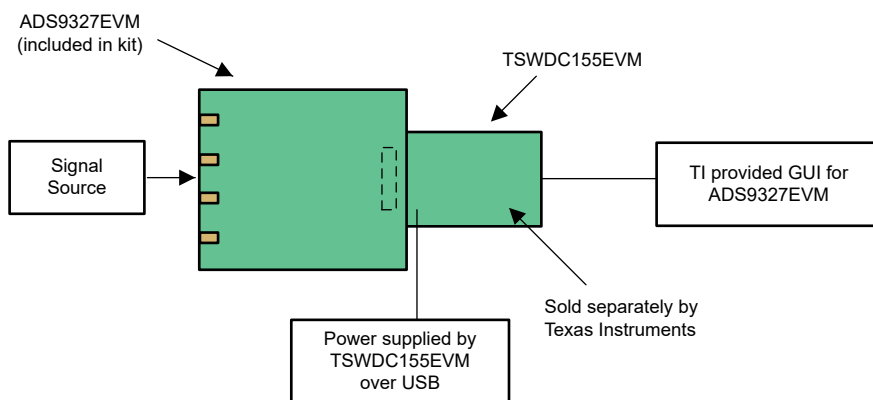 ADS9327EVM
(included in kit)
TSWDC155EVM
Signal
Source
TI provided GUI for
ADS9327EVM
Sold separately by
Texas Instruments
Power supplied by
TSWDC155EVM
over USB